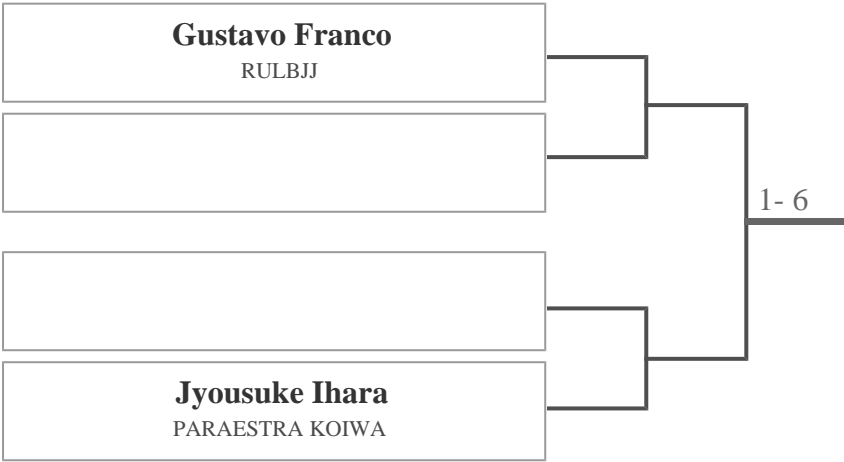 Gustavo Franco
RULBJJ
1- 6
Jyousuke Ihara
PARAESTRA KOIWA